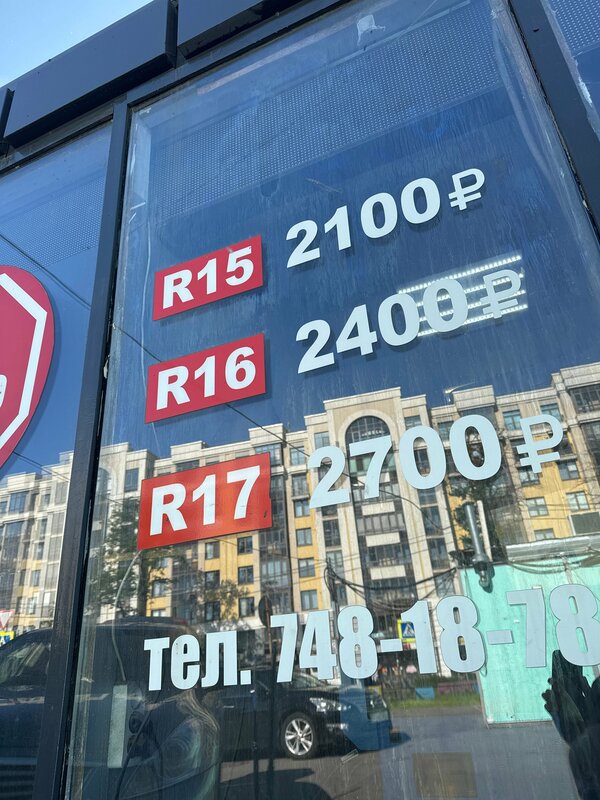 R15 2100₽
R16 2400₽
R17 2700₽
тел. 748-18-78